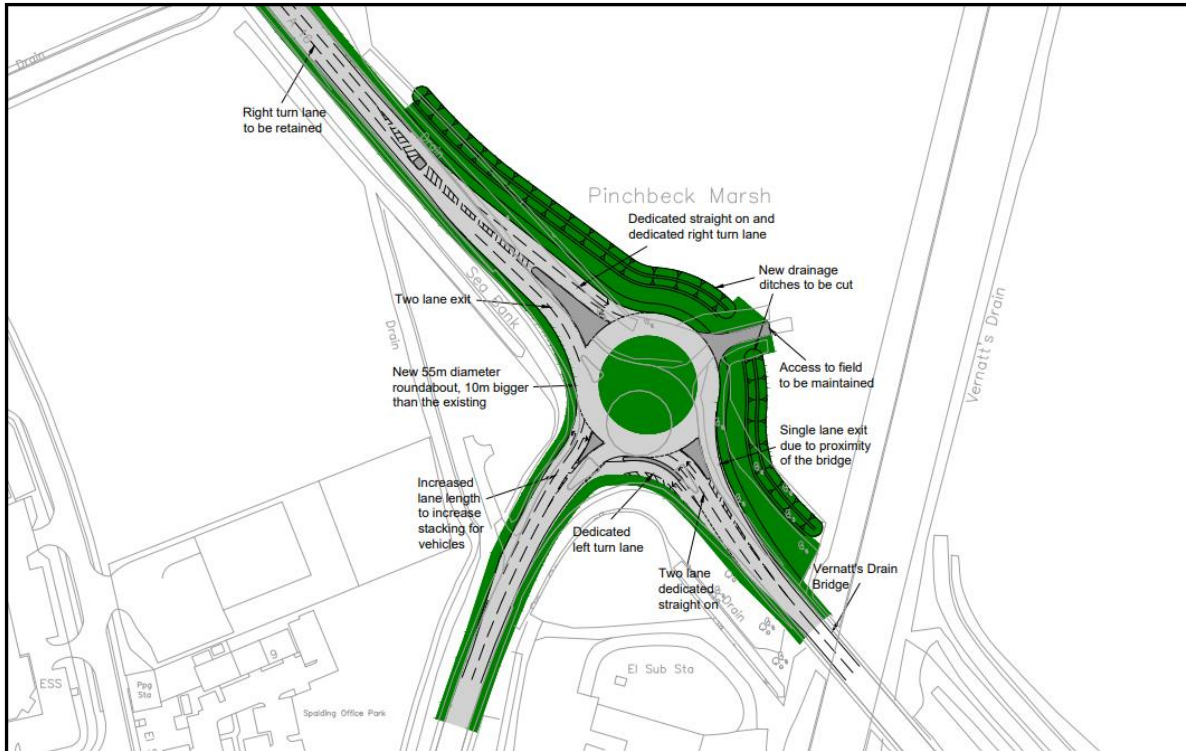 A 16
Drain
Right turn lane
to be retained
Drain
Pinchbeck Marsh
Dedicated straight on and
dedicated right turn lane
New drainage
ditches to be cut
Two lane exit
Sea Bank
Drain
Vernatt's Drain
Access to field
to be maintained
New 55m diameter
roundabout, 10m bigger
than the existing
Single lane exit
due to proximity
of the bridge
Increased
lane length
to increase
stacking for
vehicles
Dedicated
left turn lane
Two lane
dedicated
straight on
Vernatt's Drain
Bridge
Drain
El Sub Sta
9
ESS
Ppg
Sta
Spalding Office Park